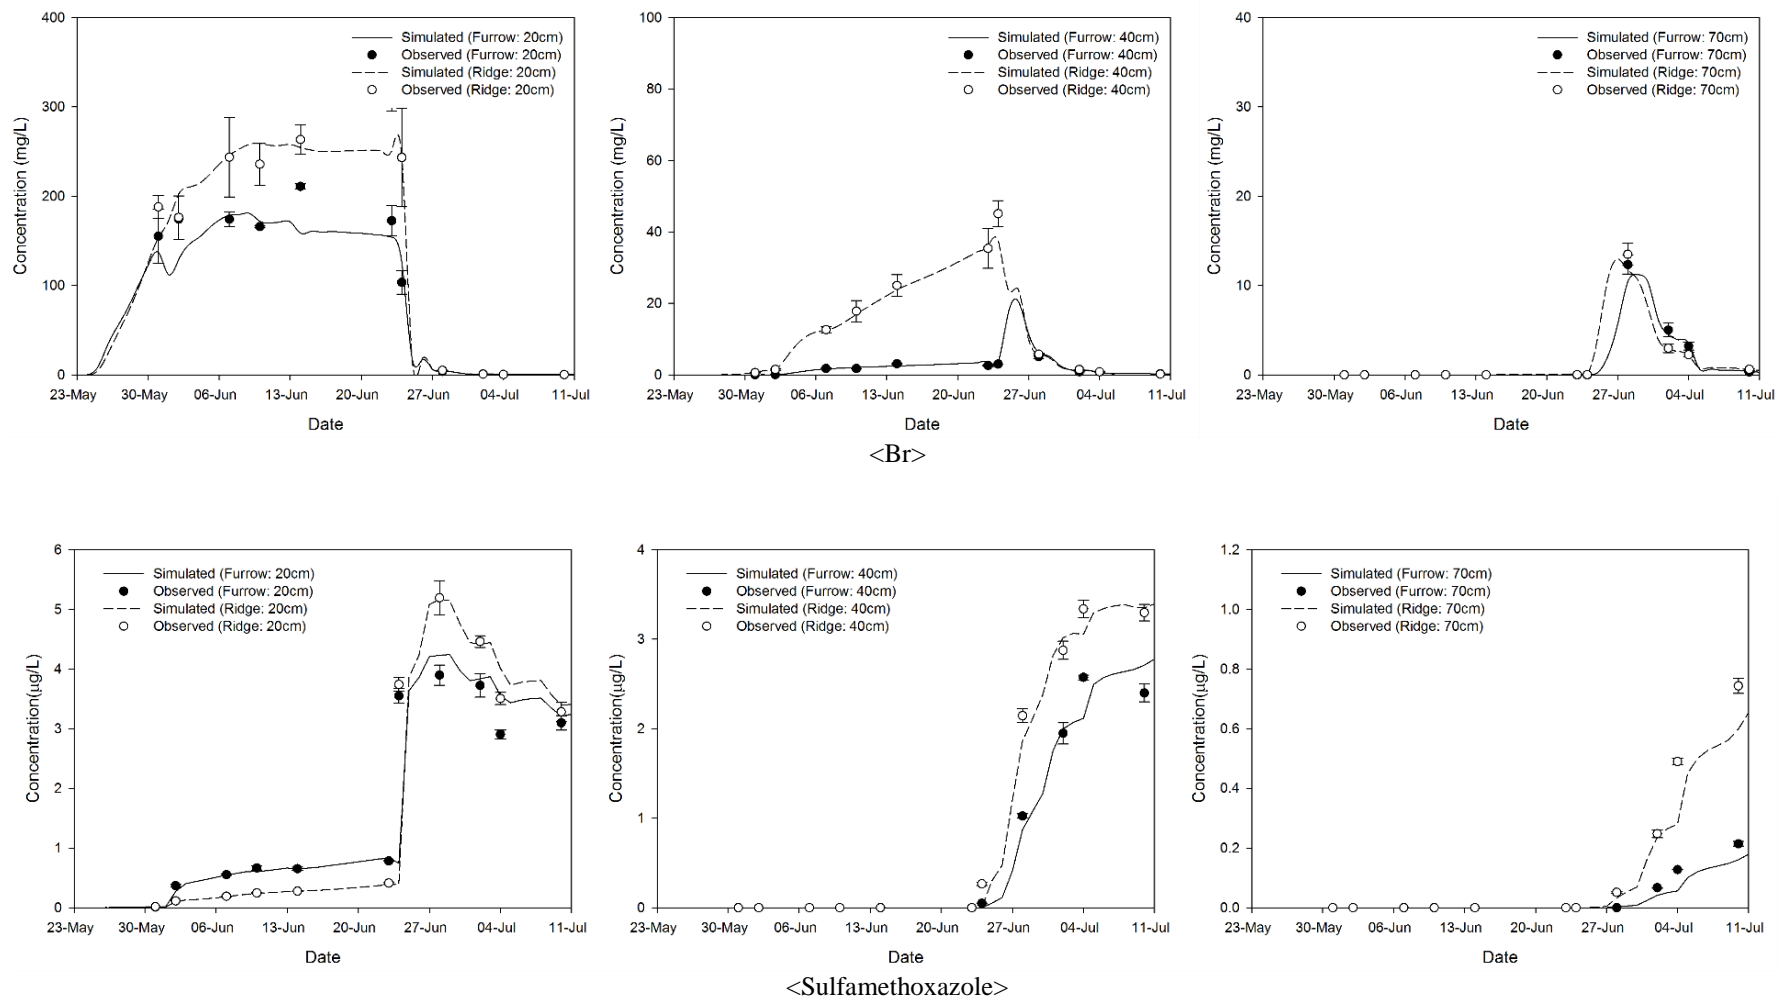 400
300
200
100
0
Concentration (mg/L)
Simulated (Furrow: 20cm)
Observed (Furrow: 20cm)
Simulated (Ridge: 20cm)
Observed (Ridge: 20cm)
23-May 30-May 06-Jun 13-Jun 20-Jun 27-Jun 04-Jul 11-Jul
Date
100
80
60
40
20
0
Concentration (mg/L)
Simulated (Furrow: 40cm)
Observed (Furrow: 40cm)
Simulated (Ridge: 40cm)
Observed (Ridge: 40cm)
23-May 30-May 06-Jun 13-Jun 20-Jun 27-Jun 04-Jul 11-Jul
Date
40
30
20
10
0
Concentration (mg/L)
Simulated (Furrow: 70cm)
Observed (Furrow: 70cm)
Simulated (Ridge: 70cm)
Observed (Ridge: 70cm)
23-May 30-May 06-Jun 13-Jun 20-Jun 27-Jun 04-Jul 11-Jul
Date
<Br>
6
5
4
3
2
1
0
Concentration(μg/L)
Simulated (Furrow: 20cm)
Observed (Furrow: 20cm)
Simulated (Ridge: 20cm)
Observed (Ridge: 20cm)
23-May 30-May 06-Jun 13-Jun 20-Jun 27-Jun 04-Jul 11-Jul
Date
4
3
2
1
0
Concentration(μg/L)
Simulated (Furrow: 40cm)
Observed (Furrow: 40cm)
Simulated (Ridge: 40cm)
Observed (Ridge: 40cm)
23-May 30-May 06-Jun 13-Jun 20-Jun 27-Jun 04-Jul 11-Jul
Date
1.2
1.0
0.8
0.6
0.4
0.2
0.0
Concentration(μg/L)
Simulated (Furrow: 70cm)
Observed (Furrow: 70cm)
Simulated (Ridge: 70cm)
Observed (Ridge: 70cm)
23-May 30-May 06-Jun 13-Jun 20-Jun 27-Jun 04-Jul 11-Jul
Date
<Sulfamethoxazole>